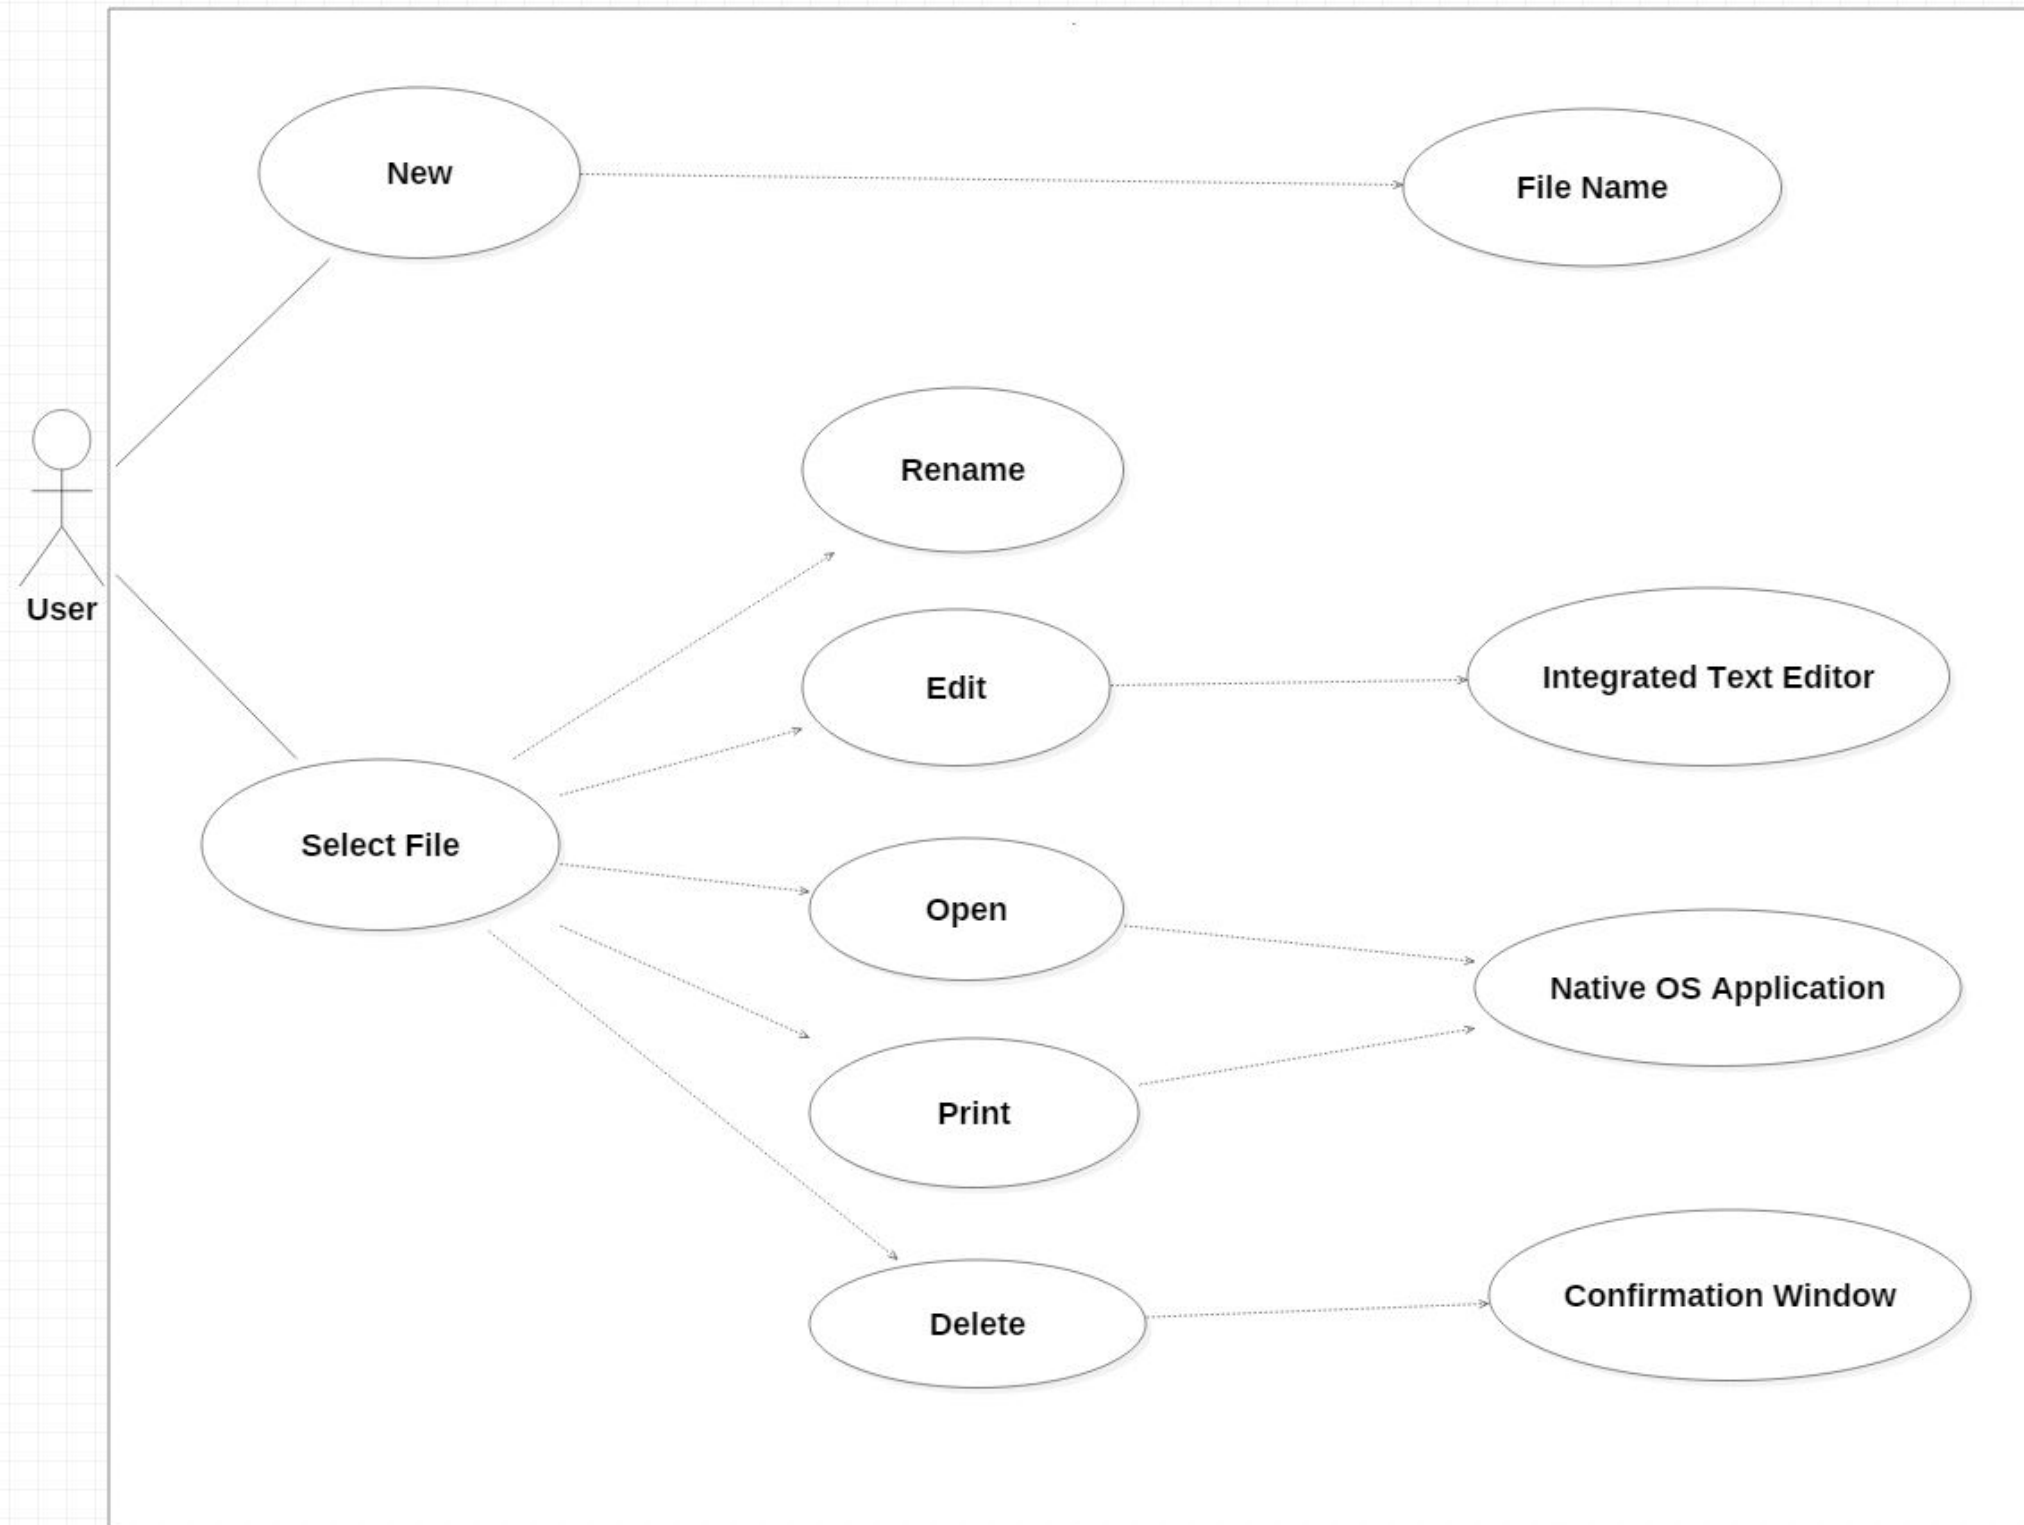 New
File Name
Rename
User
Edit
Integrated Text Editor
Select File
Open
Native OS Application
Print
Delete
Confirmation Window